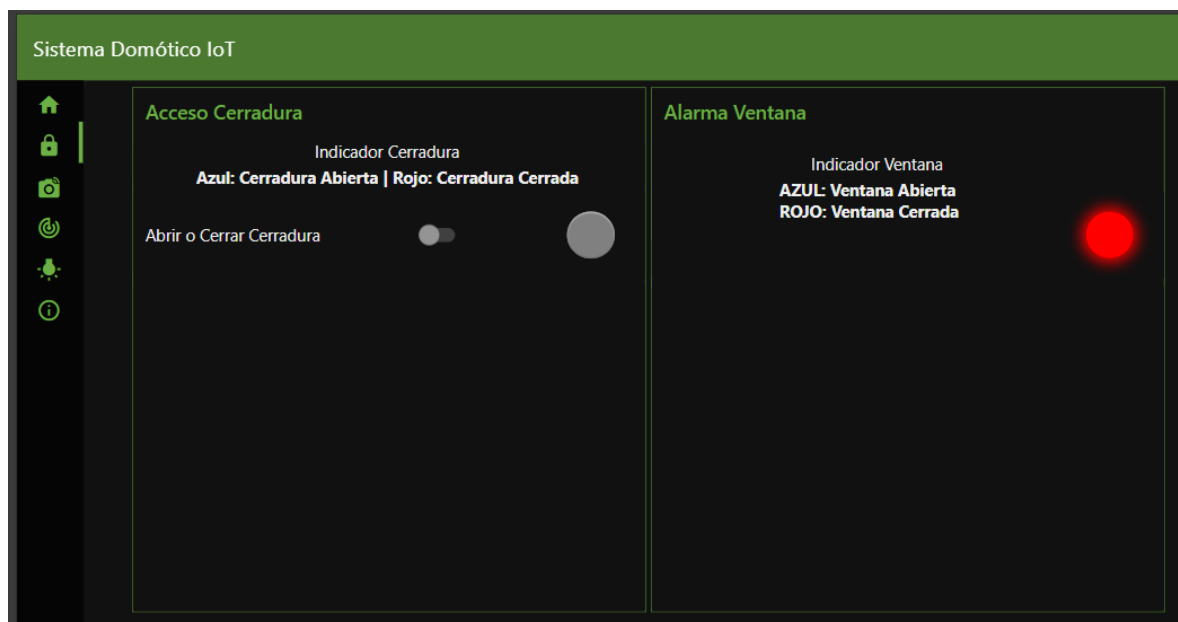 Sistema Domótico IoT
Acceso Cerradura
Indicador Cerradura
Azul: Cerradura Abierta | Rojo: Cerradura Cerrada
Abrir o Cerrar Cerradura
Alarma Ventana
Indicador Ventana
AZUL: Ventana Abierta
ROJO: Ventana Cerrada